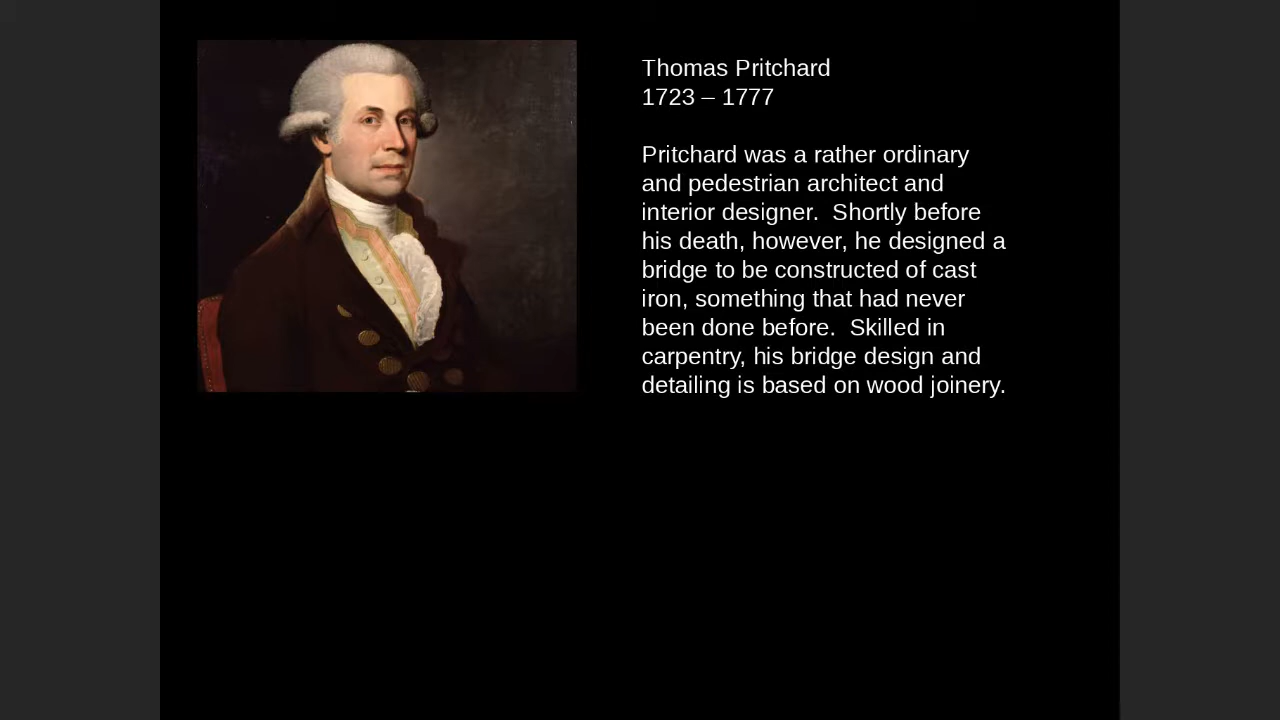 Thomas Pritchard
1723 – 1777
Pritchard was a rather ordinary
and pedestrian architect and
interior designer.  Shortly before
his death, however, he designed a
bridge to be constructed of cast
iron, something that had never
been done before.  Skilled in
carpentry, his bridge design and
detailing is based on wood joinery.